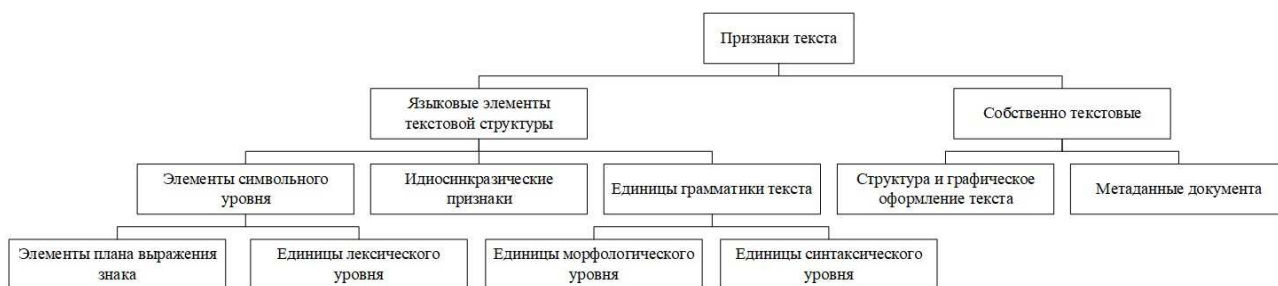 Признаки текста
Языковые элементы
текстовой структуры
Собственно текстовые
Элементы символьного
уровня
Идиосинкразические
признаки
Единицы грамматики текста
Структура и графическое
оформление текста
Метаданные документа
Элементы плана выражения
знака
Единицы лексического
уровня
Единицы морфологического
уровня
Единицы синтаксического
уровня